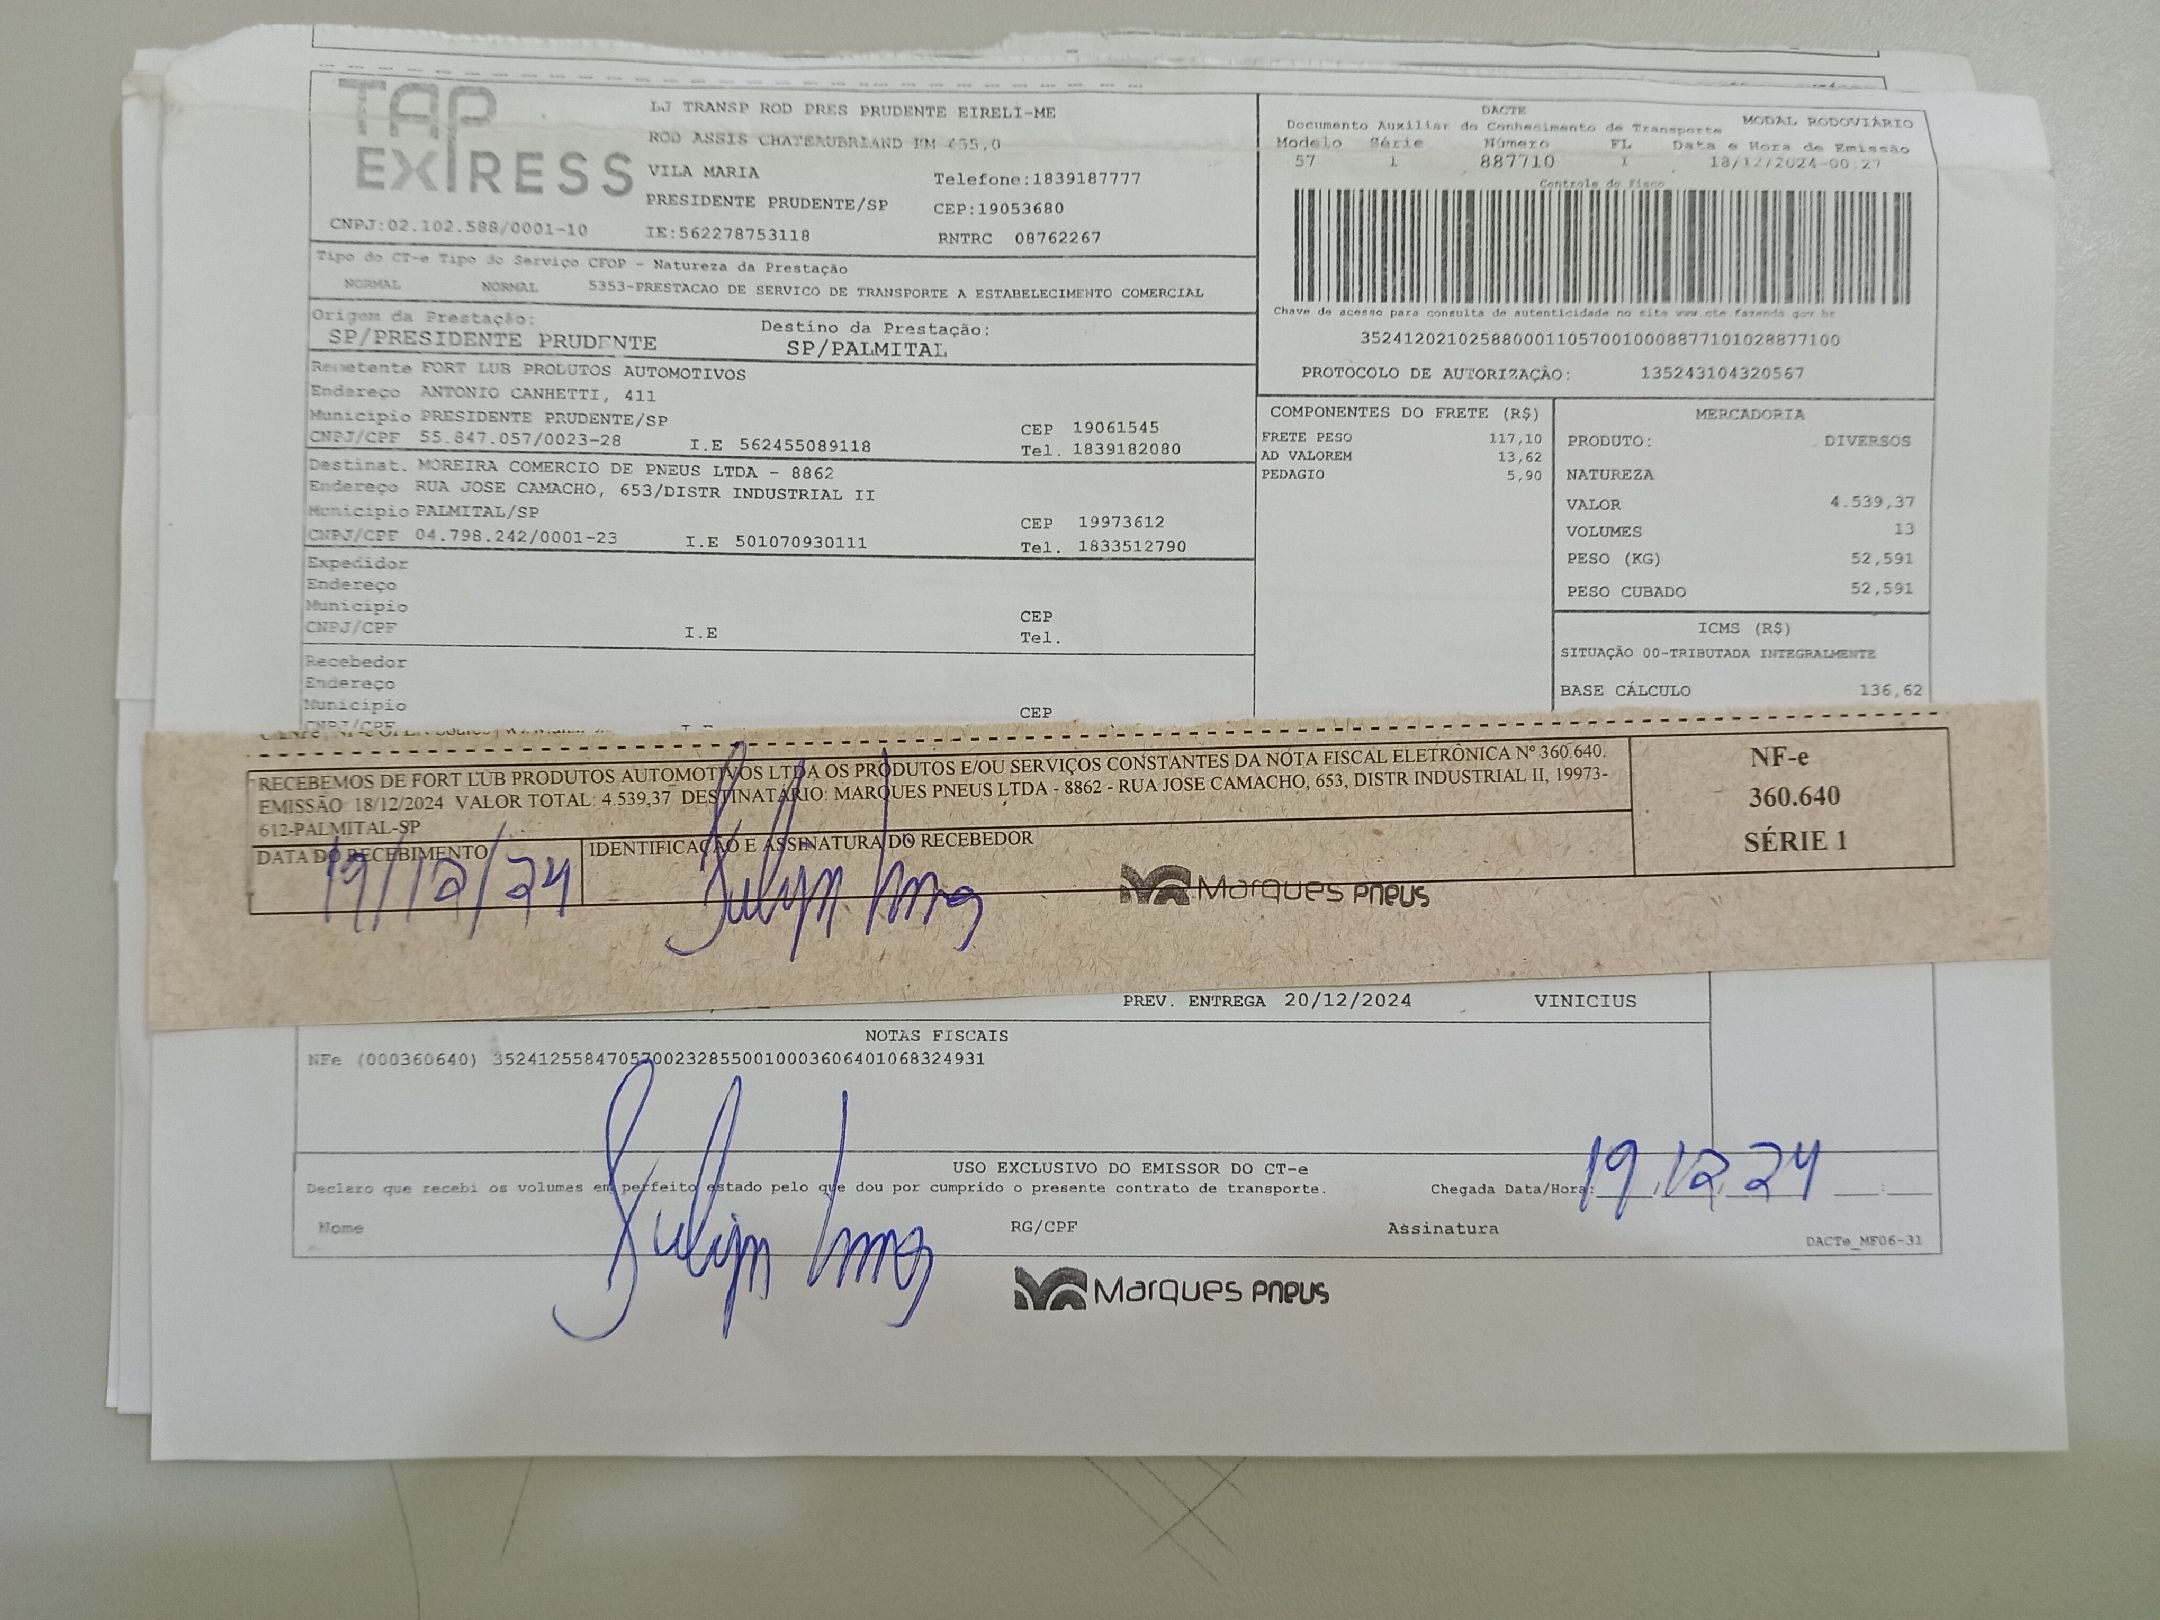 TAP
EXPRESS
LJ TRANSP ROD PRES PRUDENTE EIRELI-ME
ROD ASSIS CHATEAUBRIAND KM 455,0
VILA MARIA Telefone:1839187777
PRESIDENTE PRUDENTE/SP CEP:19053680
CNPJ:02.102.588/0001-10 IE:562278753118 RNTRC 08762267
DACTE
Documento Auxiliar do Conhecimento de Transporte MODAL RODOVIÁRIO
Modelo Série Número FL Data e Hora de Emissão
57 1 887710 1 18/12/2024-00:27
Controle do Fisco
Chave de acesso para consulta de autenticidade no site www.cte.fazenda.gov.br
35241202102588000110570010008877101028877100
PROTOCOLO DE AUTORIZAÇÃO: 135243104320567
Tipo do CT-e Tipo do Serviço CFOP - Natureza da Prestação
NORMAL NORMAL 5353-PRESTACAO DE SERVICO DE TRANSPORTE A ESTABELECIMENTO COMERCIAL
Origem da Prestação: Destino da Prestação:
SP/PRESIDENTE PRUDENTE SP/PALMITAL
Remetente FORT LUB PRODUTOS AUTOMOTIVOS
Endereço ANTONIO CANHETTI, 411
Municipio PRESIDENTE PRUDENTE/SP CEP 19061545
CNPJ/CPF 55.847.057/0023-28 I.E 562455089118 Tel. 1839182080
Destinat. MOREIRA COMERCIO DE PNEUS LTDA - 8862
Endereço RUA JOSE CAMACHO, 653/DISTR INDUSTRIAL II
Municipio PALMITAL/SP CEP 19973612
CNPJ/CPF 04.798.242/0001-23 I.E 501070930111 Tel. 1833512790
Expedidor
Endereço
Municipio CEP
CNPJ/CPF I.E Tel.
Recebedor
Endereço
Municipio CEP
CNPJ/CPF I.E
COMPONENTES DO FRETE (R$)
FRETE PESO 117,10
AD VALOREM 13,62
PEDAGIO 5,90
MERCADORIA
PRODUTO: DIVERSOS
NATUREZA
VALOR 4.539,37
VOLUMES 13
PESO (KG) 52,591
PESO CUBADO 52,591
ICMS (R$)
SITUAÇÃO 00-TRIBUTADA INTEGRALMENTE
BASE CÁLCULO 136,62
RECEBEMOS DE FORT LUB PRODUTOS AUTOMOTIVOS LTDA OS PRODUTOS E/OU SERVIÇOS CONSTANTES DA NOTA FISCAL ELETRÔNICA Nº 360.640.
EMISSÃO: 18/12/2024 VALOR TOTAL: 4.539,37 DESTINATÁRIO: MARQUES PNEUS LTDA - 8862 - RUA JOSE CAMACHO, 653, DISTR INDUSTRIAL II, 19973-
612-PALMITAL-SP
DATA DO RECEBIMENTO IDENTIFICAÇÃO E ASSINATURA DO RECEBEDOR
19/12/24
Marques PNEUS
NF-e
360.640
SÉRIE 1
PREV. ENTREGA 20/12/2024 VINICIUS
NOTAS FISCAIS
NFe (000360640) 35241255847057002328550010003606401068324931
USO EXCLUSIVO DO EMISSOR DO CT-e
Declaro que recebi os volumes em perfeito estado pelo que dou por cumprido o presente contrato de transporte. Chegada Data/Hora: 19 12 24
Nome RG/CPF Assinatura
DACTe_MF06-31
Marques PNEUS